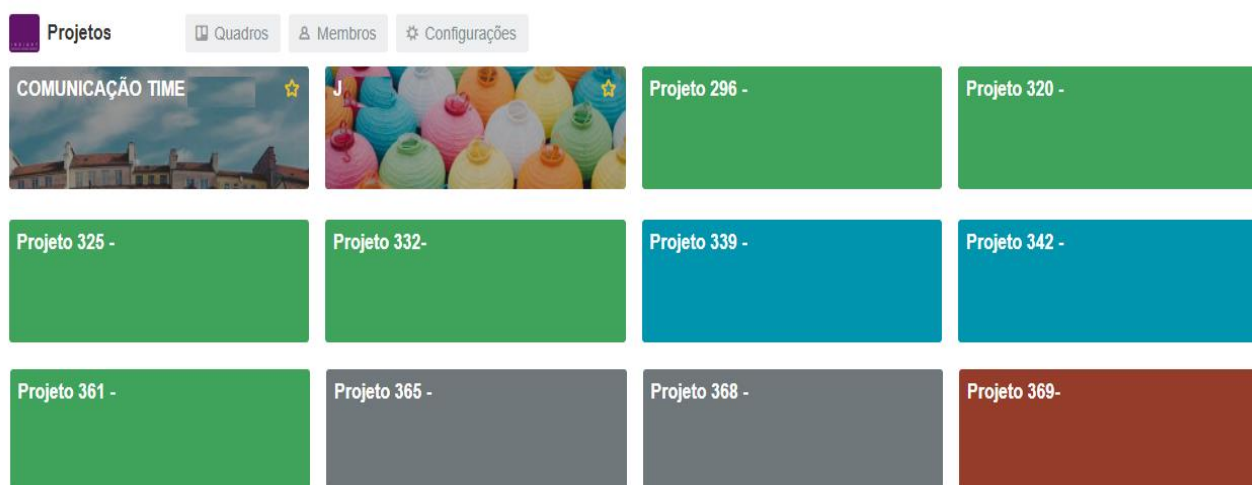 Projetos
Quadros
Membros
Configurações
COMUNICAÇÃO TIME
J
Projeto 296 -
Projeto 320 -
Projeto 325 -
Projeto 332-
Projeto 339 -
Projeto 342 -
Projeto 361 -
Projeto 365 -
Projeto 368 -
Projeto 369-